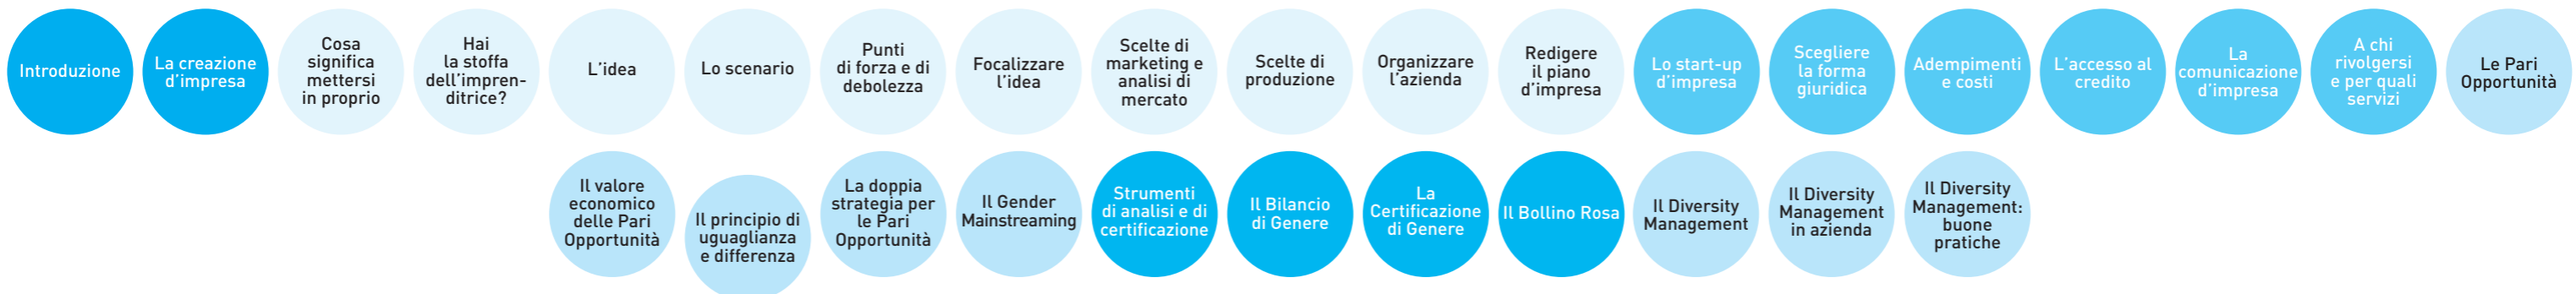 Introduzione
La creazione
d’impresa
Cosa
significa
mettersi
in proprio
Hai
la stoffa
dell’impren-
ditrice?
L’idea
Lo scenario
Punti
di forza e di
debolezza
Focalizzare
l’idea
Scelte di
marketing e
analisi di
mercato
Scelte di
produzione
Organizzare
l’azienda
Redigere
il piano
d’impresa
Lo start-up
d’impresa
Scegliere
la forma
giuridica
Adempimenti
e costi
L’accesso al
credito
La
comunicazione
d’impresa
A chi
rivolgersi
e per quali
servizi
Le Pari
Opportunità
Il valore
economico
delle Pari
Opportunità
Il principio di
uguaglianza
e differenza
La doppia
strategia per
le Pari
Opportunità
Il Gender
Mainstreaming
Strumenti
di analisi e di
certificazione
Il Bilancio
di Genere
La
Certificazione
di Genere
Il Bollino Rosa
Il Diversity
Management
Il Diversity
Management
in azienda
Il Diversity
Management:
buone
pratiche